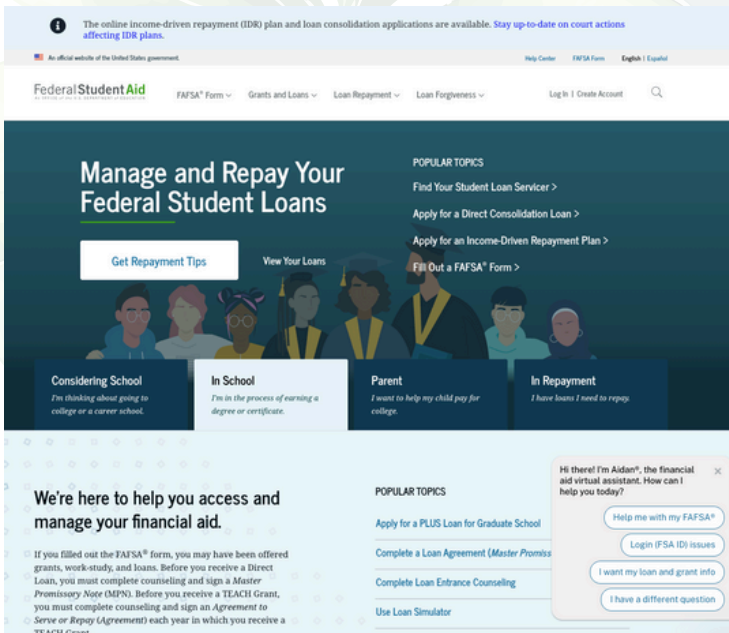 The online income-driven repayment (IDR) plan and loan consolidation applications are available. Stay up-to-date on court actions
affecting IDR plans.
An official website of the United States government.
Help Center
FAFSA Form
English | Español
Federal Student Aid
AN OFFICE of the U.S. DEPARTMENT of EDUCATION
FAFSA® Form
Grants and Loans
Loan Repayment
Loan Forgiveness
Log In | Create Account
Manage and Repay Your
Federal Student Loans
Get Repayment Tips
View Your Loans
POPULAR TOPICS
Find Your Student Loan Servicer >
Apply for a Direct Consolidation Loan >
Apply for an Income-Driven Repayment Plan >
Fill Out a FAFSA® Form >
Considering School
I'm thinking about going to
college or a career school.
In School
I'm in the process of earning a
degree or certificate.
Parent
I want to help my child pay for
college.
In Repayment
I have loans I need to repay.
We're here to help you access and
manage your financial aid.
If you filled out the FAFSA® form, you may have been offered
grants, work-study, and loans. Before you receive a Direct
Loan, you must complete counseling and sign a Master
Promissory Note (MPN). Before you receive a TEACH Grant,
you must complete counseling and sign an Agreement to
Serve or Repay (Agreement) each year in which you receive a
TEACH Grant.
POPULAR TOPICS
Apply for a PLUS Loan for Graduate School
Complete a Loan Agreement (Master Promiss
Complete Loan Entrance Counseling
Use Loan Simulator
Hi there! I'm Aidan®, the financial
aid virtual assistant. How can I
help you today?
Help me with my FAFSA®
Login (FSA ID) issues
I want my loan and grant info
I have a different question